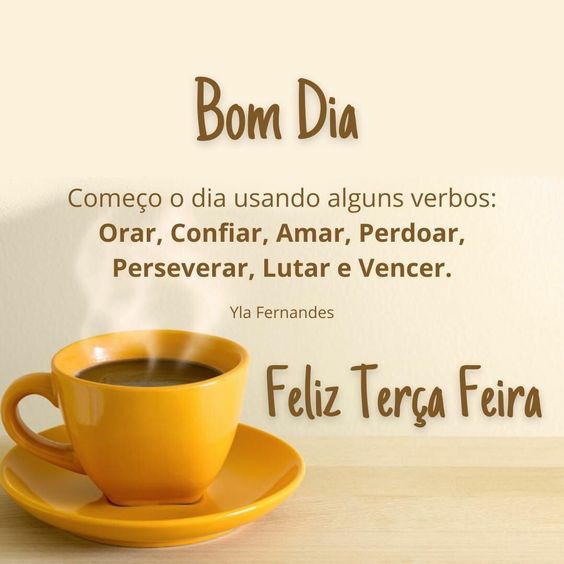 Bom Dia
Começo o dia usando alguns verbos:
Orar, Confiar, Amar, Perdoar,
Perseverar, Lutar e Vencer.
Yla Fernandes
Feliz Terça Feira